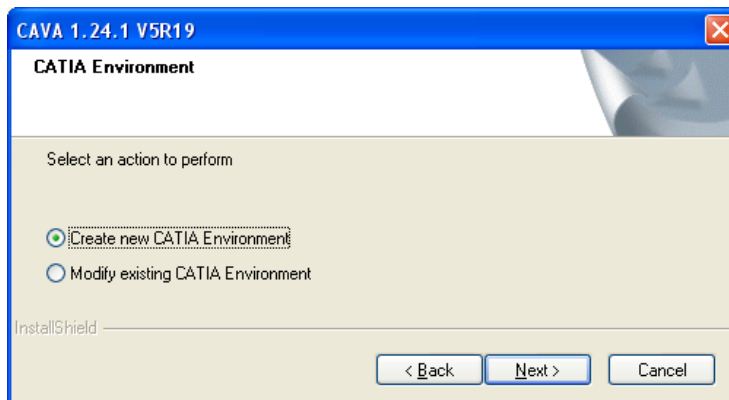 CAVA 1.24.1 V5R19
CATIA Environment
Select an action to perform
Create new CATIA Environment
Modify existing CATIA Environment
InstallShield
< Back Next > Cancel